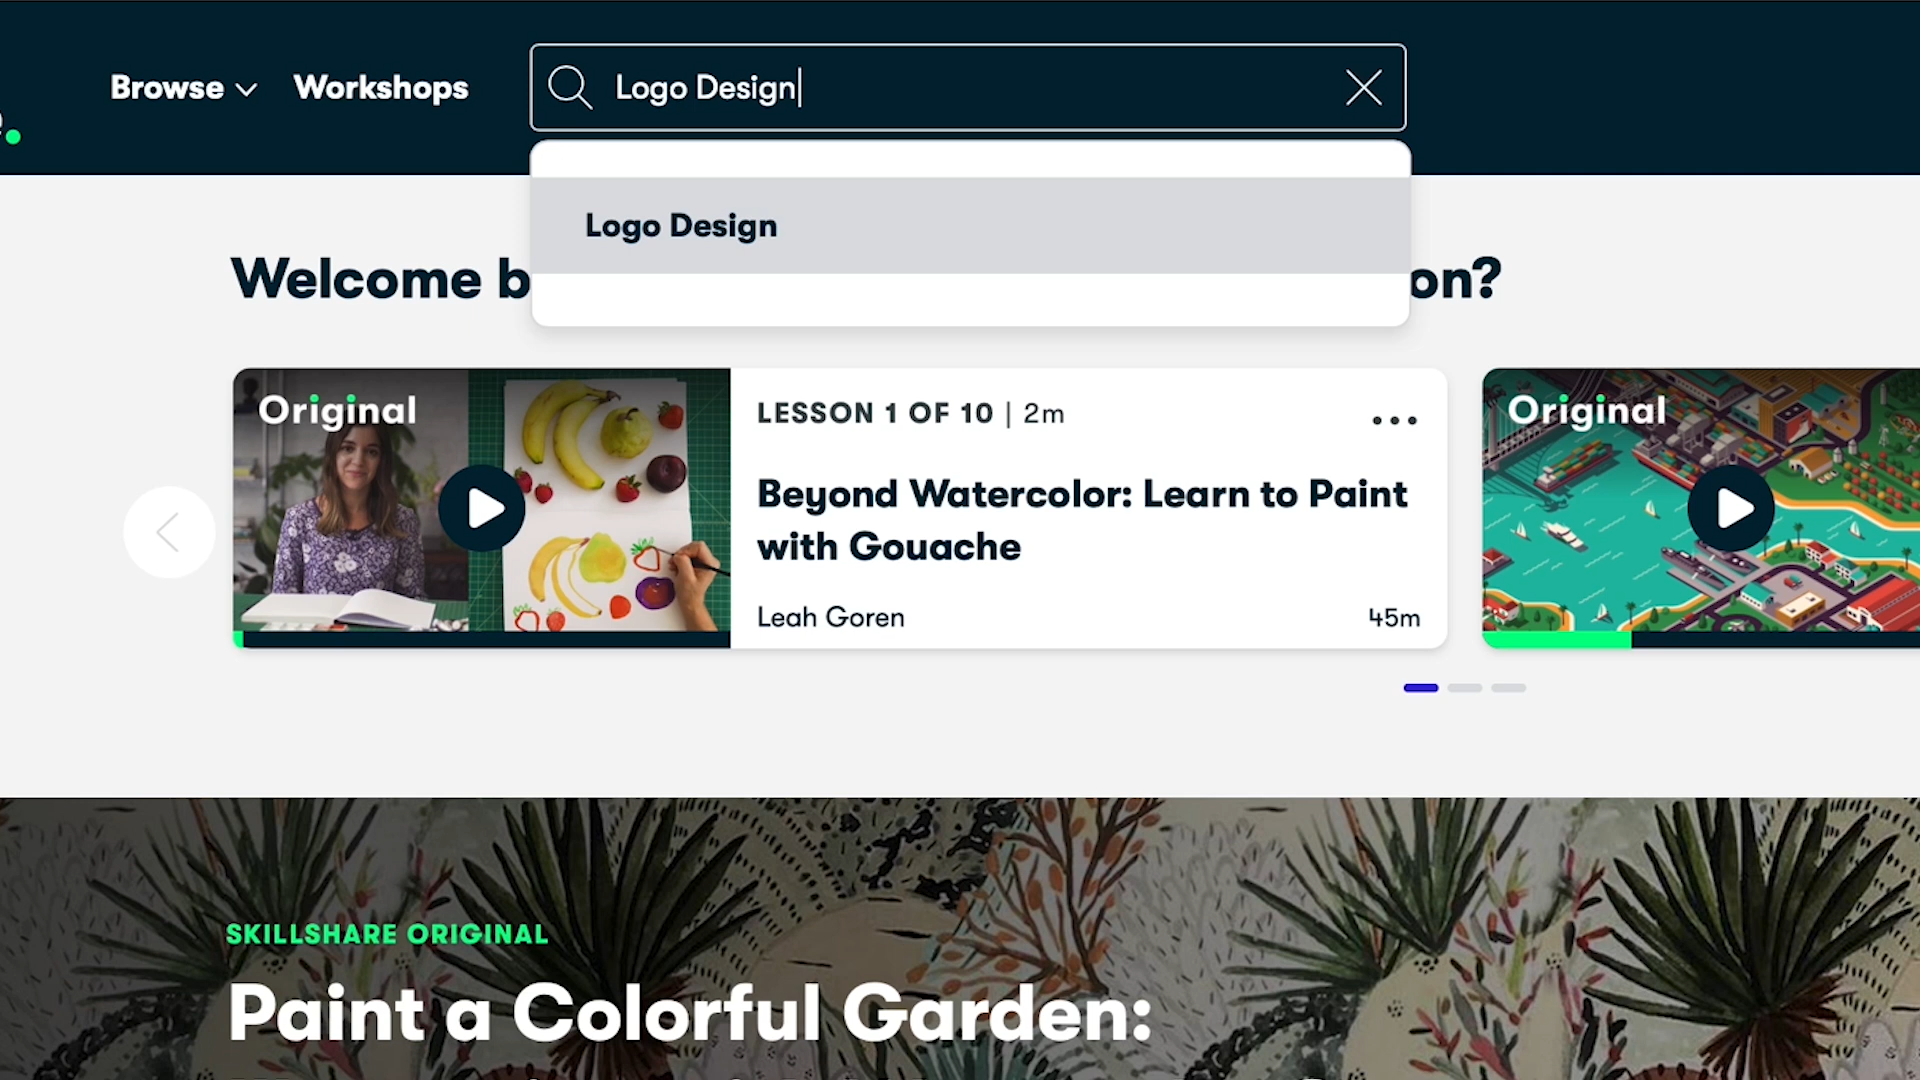 Browse
Workshops
Logo Design
Logo Design
Welcome b
on?
Original
LESSON 1 OF 10 | 2m
Beyond Watercolor: Learn to Paint
with Gouache
Leah Goren
45m
Original
SKILLSHARE ORIGINAL
Paint a Colorful Garden: